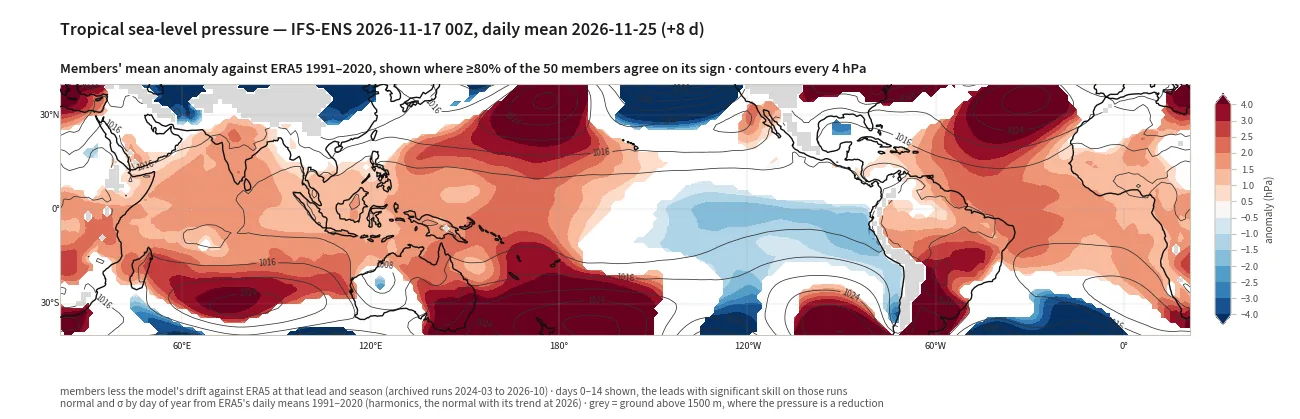 Tropical sea-level pressure — IFS-ENS 2026-11-17 00Z, daily mean 2026-11-25 (+8 d)
Members' mean anomaly against ERA5 1991–2020, shown where ≥80% of the 50 members agree on its sign · contours every 4 hPa
30°N
0°
30°S
60°E
120°E
180°
120°W
60°W
0°
1016
1016
1016
1016
1016
1016
1016
1016
1008
1016
1024
4.0
3.0
2.0
1.5
1.0
0.5
−0.5
−1.0
−1.5
−2.0
−3.0
−4.0
anomaly (hPa)
members less the model's drift against ERA5 at that lead and season (archived runs 2024-03 to 2026-10) · days 0–14 shown, the leads with significant skill on those runs
normal and σ by day of year from ERA5's daily means 1991–2020 (harmonics, the normal with its trend at 2026) · grey = ground above 1500 m, where the pressure is a reduction